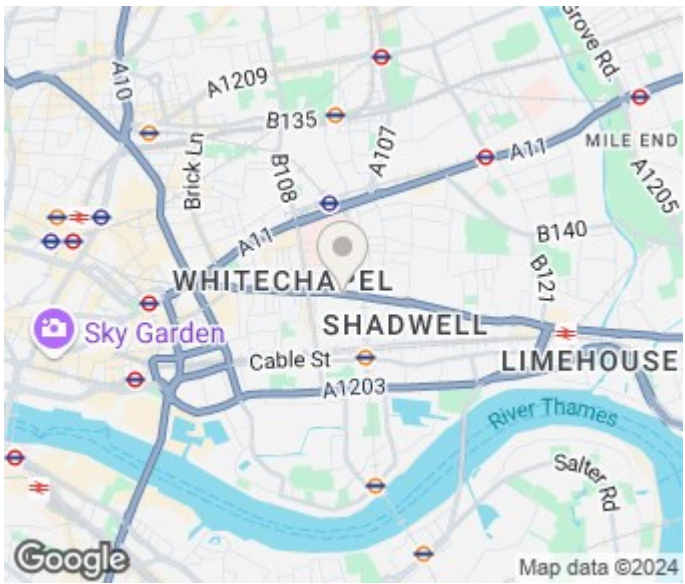 Grove Rd.
A10
A1209
B135
A107
MILE END
Brick Ln
B108
A11
A1205
A11
B140
B121
WHITECHAPEL
SHADWELL
Sky Garden
Cable St
LIMEHOUSE
A1203
River Thames
Salter Rd
Google
Map data ©2024